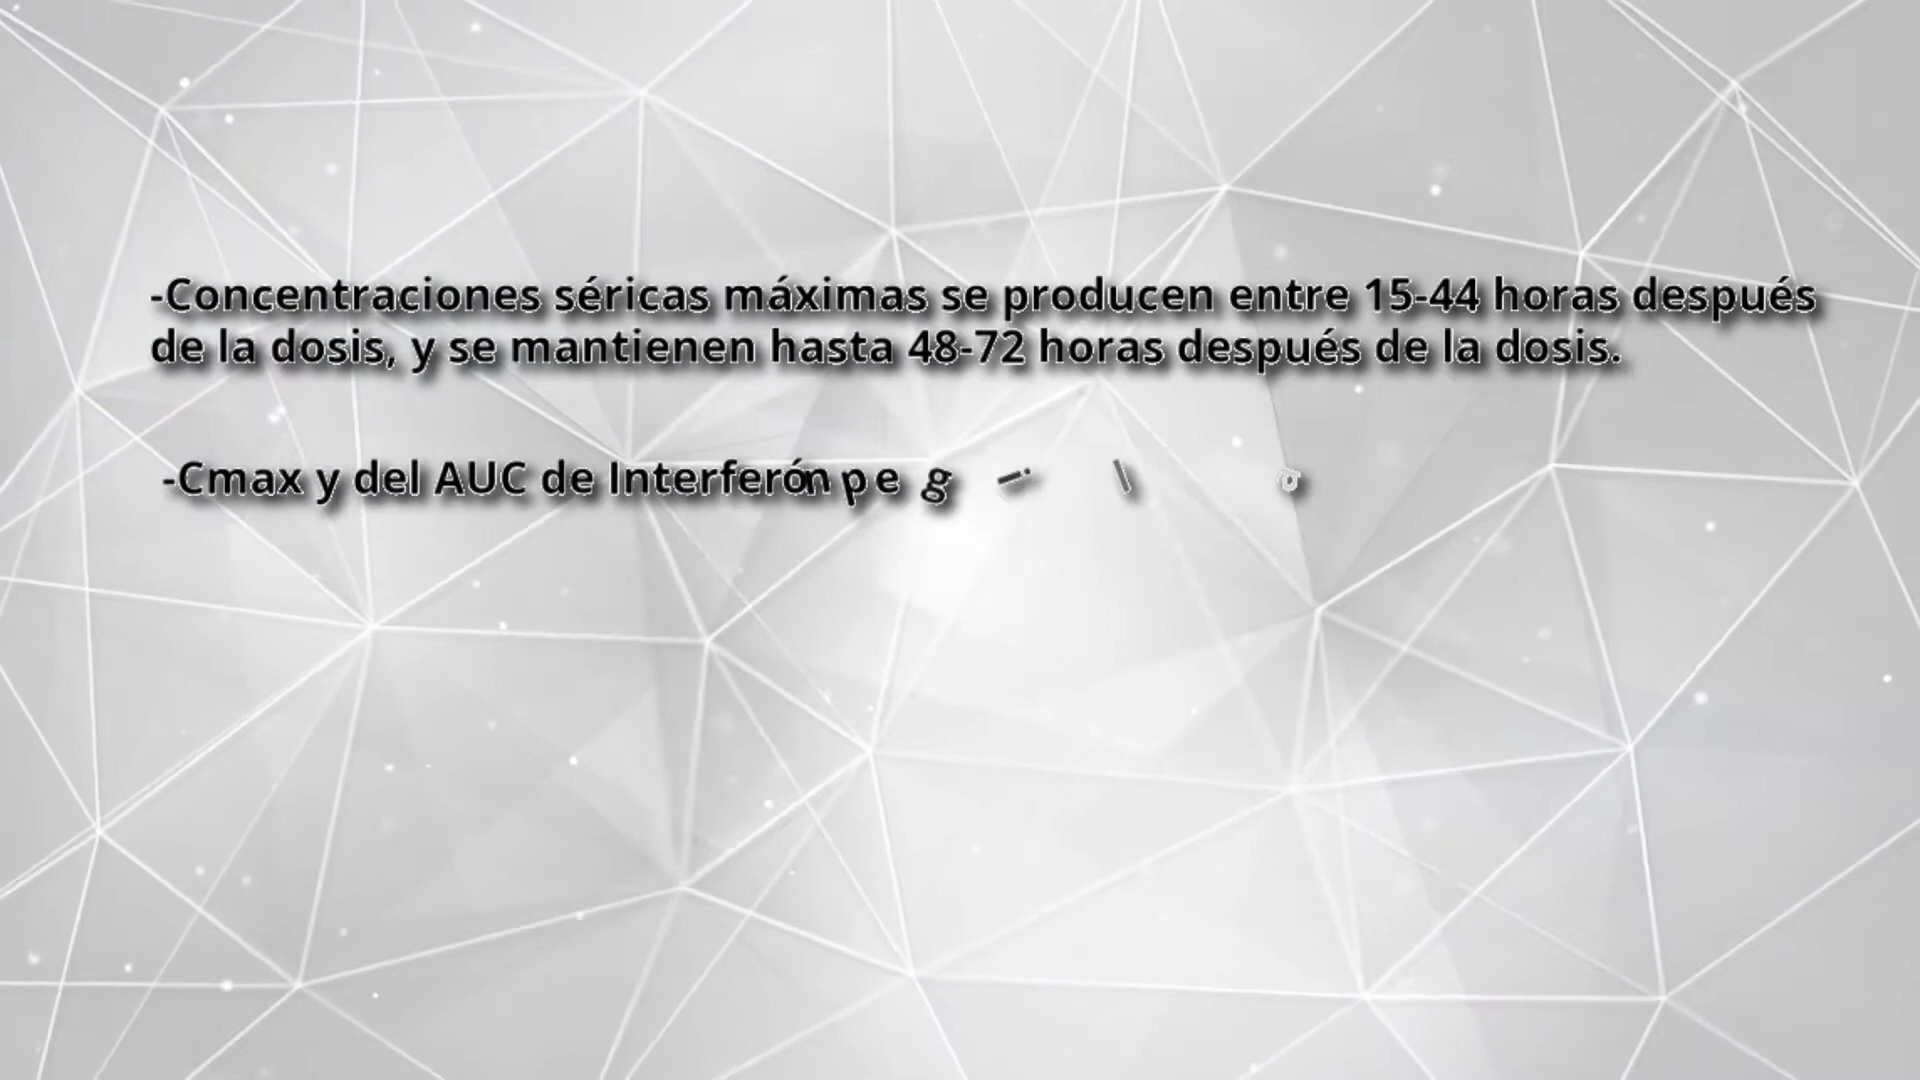 -Concentraciones séricas máximas se producen entre 15-44 horas después
de la dosis, y se mantienen hasta 48-72 horas después de la dosis.
-Cmax y del AUC de Interferón pegila